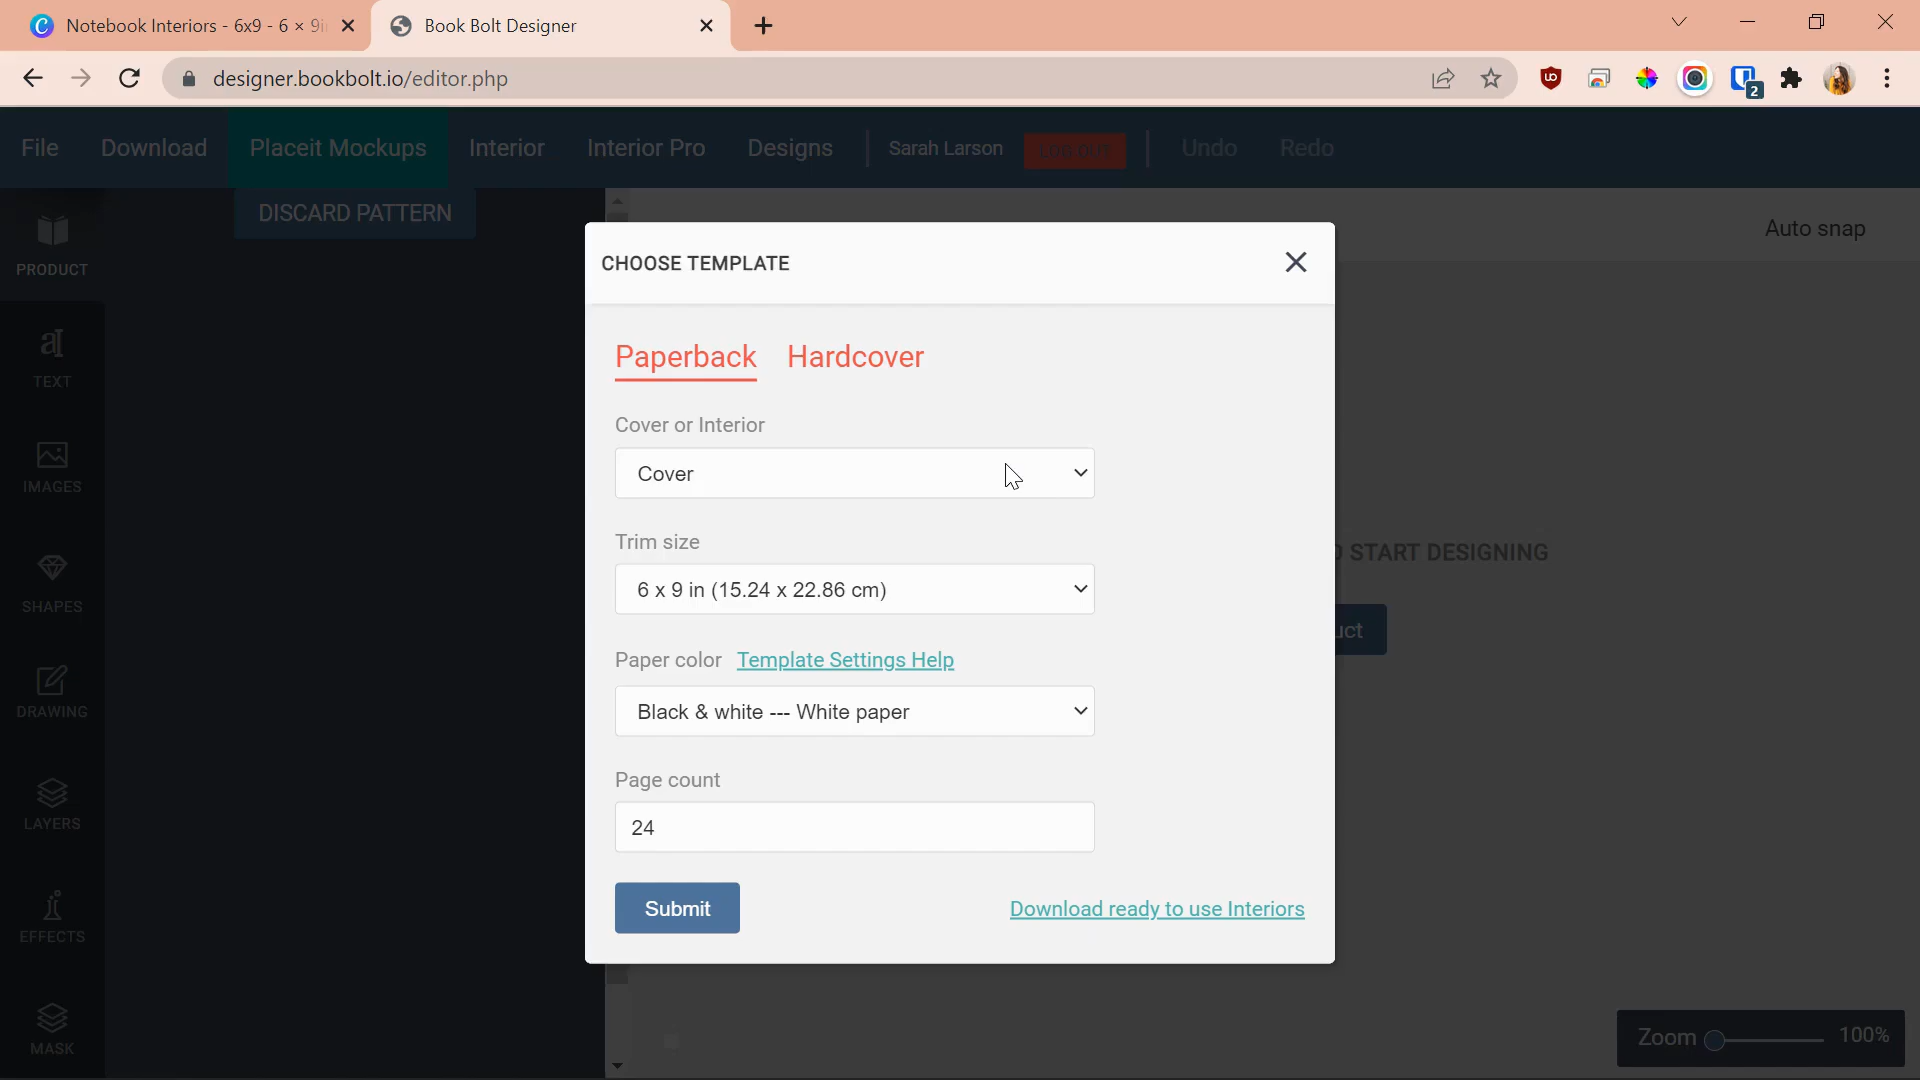 Notebook Interiors - 6x9 - 6 × 9i
Book Bolt Designer
designer.bookbolt.io/editor.php
2
File Download Placeit Mockups Interior Interior Pro Designs Sarah Larson LOG OUT Undo Redo
DISCARD PATTERN
Auto snap
PRODUCT
TEXT
IMAGES
SHAPES
DRAWING
LAYERS
EFFECTS
MASK
CHOOSE TEMPLATE
Paperback Hardcover
Cover or Interior
Cover
Trim size
6 x 9 in (15.24 x 22.86 cm)
Paper color Template Settings Help
Black & white --- White paper
Page count
24
Submit
Download ready to use Interiors
START DESIGNING
uct
Zoom 100%